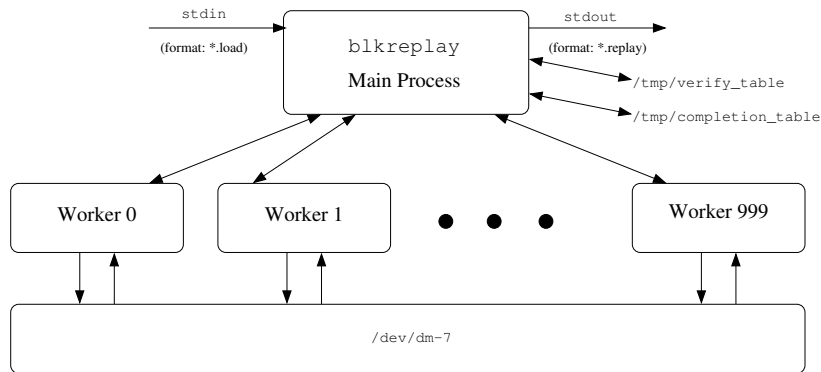 stdin
stdout
(format: *.load)
blkreplay
(format: *.replay)
Main Process
/tmp/verify_table
/tmp/completion_table
Worker 0
Worker 1
Worker 999
/dev/dm-7